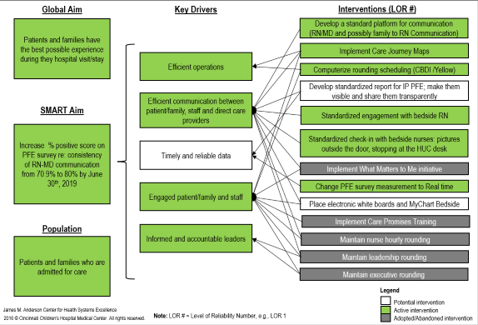 Global Aim
Patients and families have
the best possible experience
during they hospital visit/stay
SMART Aim
Increase % positive score on
PFE survey re: consistency
of RN-MD communication
from 70.9% to 80% by June
30th, 2019
Population
Patients and families who are
admitted for care
Key Drivers
Efficient operations
Efficient communication between
patient/family, staff and direct care
providers
Timely and reliable data
Engaged patient/family and staff
Informed and accountable leaders
Interventions (LOR #)
Develop a standard platform for communication
(RN/MD and possibly family to RN Communication)
Implement Care Journey Maps
Computerize rounding scheduling (CBDI /Yellow)
Develop standardized report for IP PFE; make them
visible and share them transparently
Standardized engagement with bedside RN
Standardized check-in with bedside nurses: pictures
outside the door, stopping at the HUC desk
Implement What Matters to Me initiative
Change PFE survey measurement to Real time
Place electronic white boards and MyChart Bedside
Implement Care Promises Training
Maintain nurse hourly rounding
Maintain leadership rounding
Maintain executive rounding
Legend
Potential intervention
Active intervention
Adopted/Abandoned intervention
James M. Anderson Center for Health Systems Excellence
Cincinnati Children's Hospital Medical Center. All rights reserved.
Note: LOR # = Level of Reliability Number, e.g., LOR 1